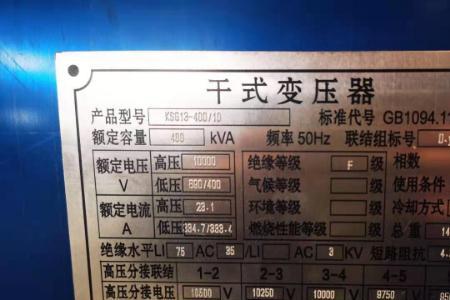 干式变压器
产品型号 KSG13-400/10 标准代号 GB1094.11
额定容量 400 kVA 频率 50Hz 联结组标号
额定电压 V 高压 10000 绝缘等级 F 级 相数
低压 690/400 气候等级 级 使用条件
额定电流 A 高压 23.1 环境等级 级 冷却方式
低压 334.7/333.4 燃烧性能等级 级 总重
绝缘水平 LI 75 AC 35 /LI AC 3 kV 短路阻抗
高压分接联结 1-2 2-3 3-4 4-5
高压分接电压 10500 10250 10000 9750